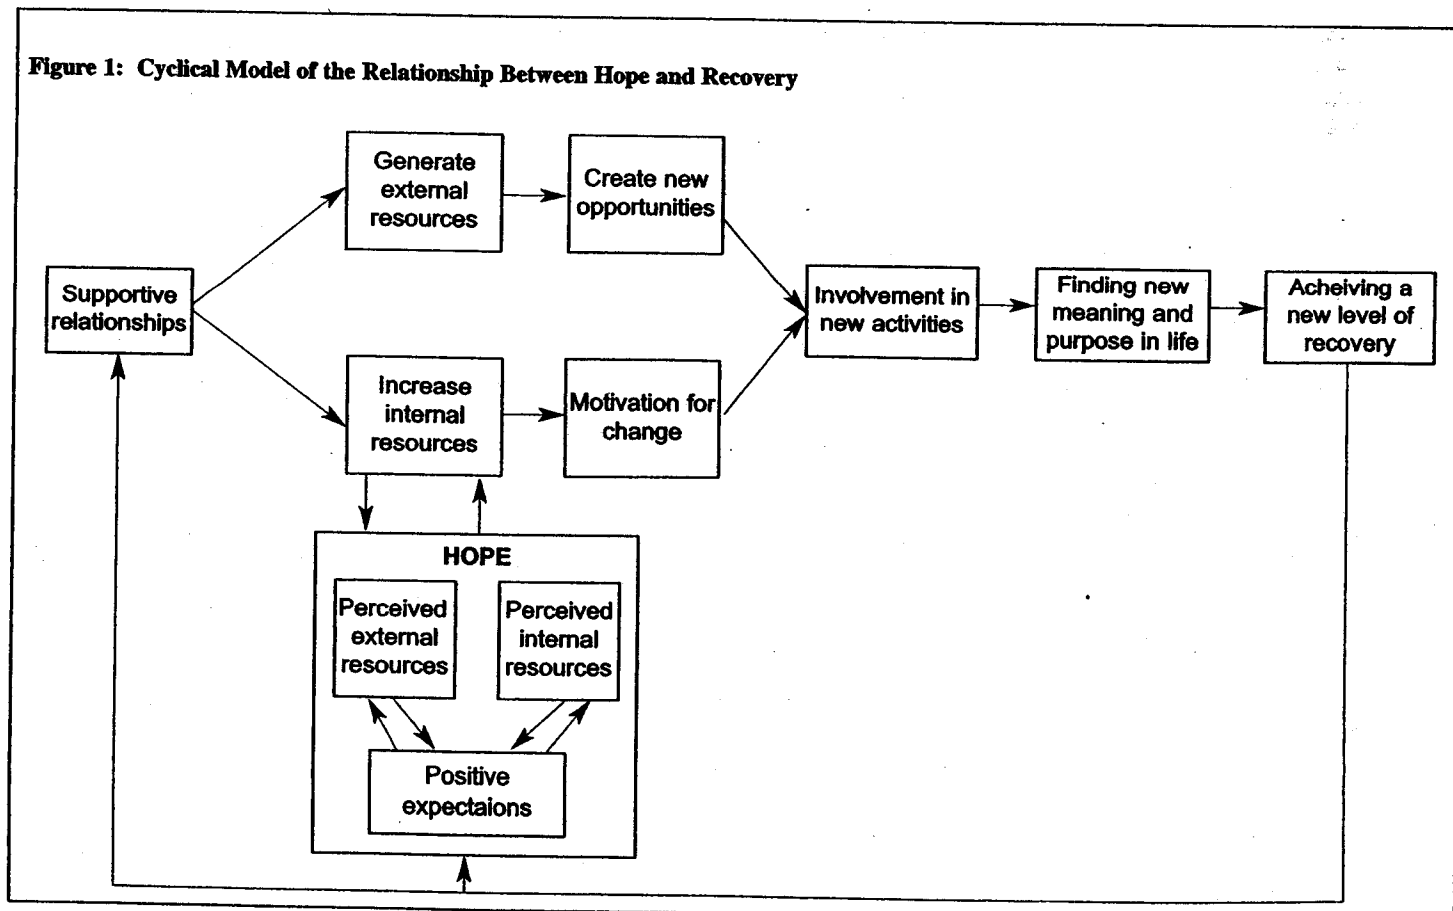 Figure 1: Cyclical Model of the Relationship Between Hope and Recovery
Generate
external
resources
Create new
opportunities
Supportive
relationships
Increase
internal
resources
Motivation for
change
Involvement in
new activities
Finding new
meaning and
purpose in life
Acheiving a
new level of
recovery
HOPE
Perceived
external
resources
Perceived
internal
resources
Positive
expectaions